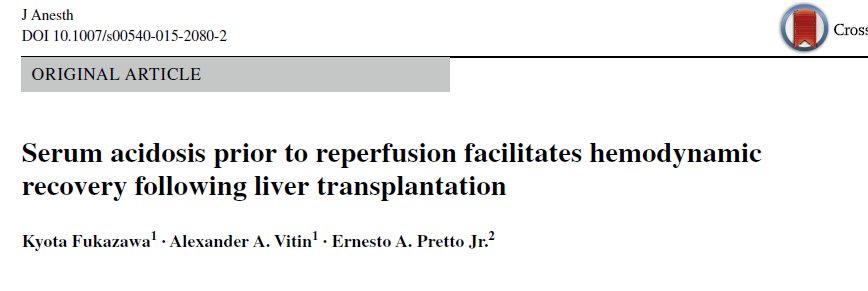 J Anesth
DOI 10.1007/s00540-015-2080-2
Cross
ORIGINAL ARTICLE
Serum acidosis prior to reperfusion facilitates hemodynamic
recovery following liver transplantation
Kyota Fukazawa¹ · Alexander A. Vitin¹ · Ernesto A. Pretto Jr.²